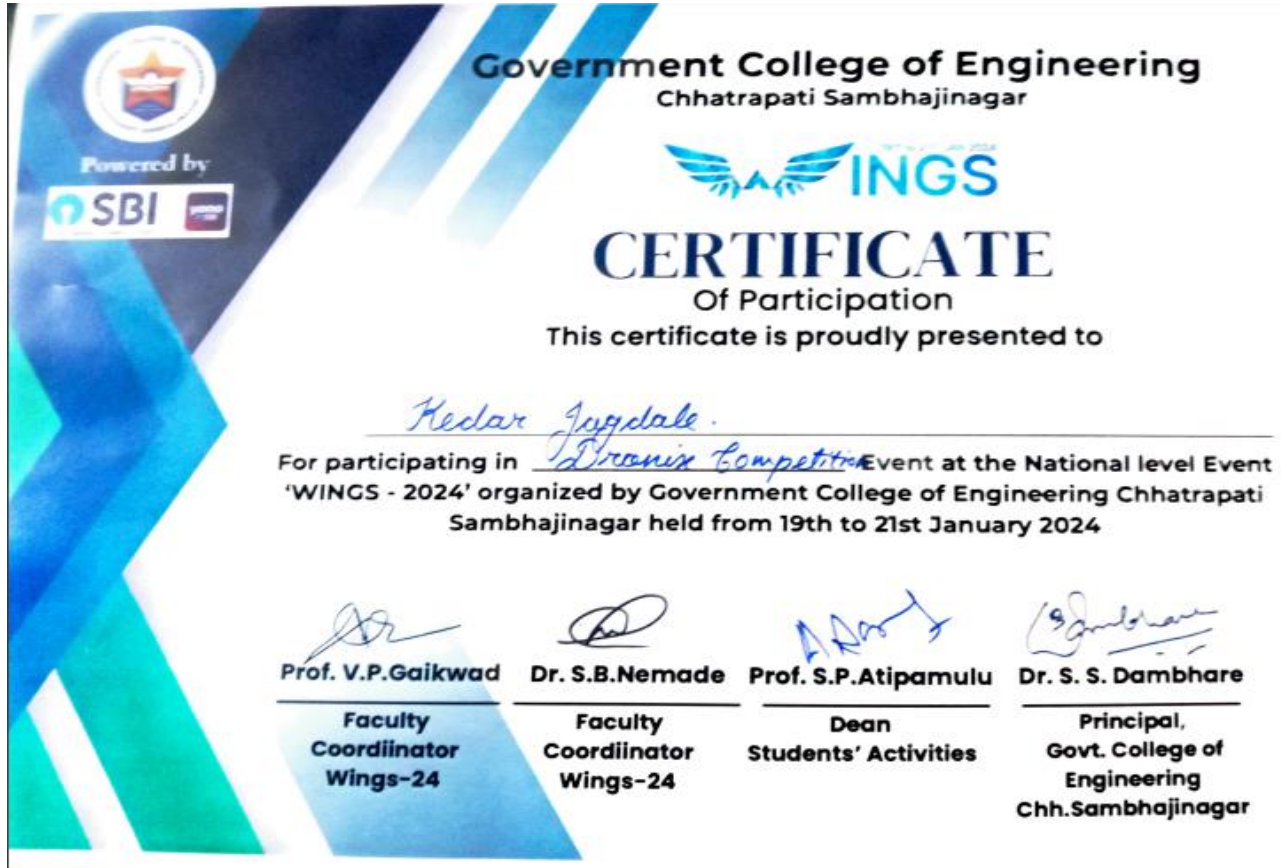 Government College of Engineering
Chhatrapati Sambhajinagar
Powered by
SBI
yono
WINGS
CERTIFICATE
Of Participation
This certificate is proudly presented to
Kedar Jagdale.
For participating in Dronix Competition Event at the National level Event
‘WINGS - 2024’ organized by Government College of Engineering Chhatrapati
Sambhajinagar held from 19th to 21st January 2024
Prof. V.P.Gaikwad Dr. S.B.Nemade Prof. S.P.Atipamulu Dr. S. S. Dambhare
Faculty Faculty Dean Principal,
Coordiinator Coordiinator Students’ Activities Govt. College of
Wings-24 Wings-24 Engineering
Chh.Sambhajinagar